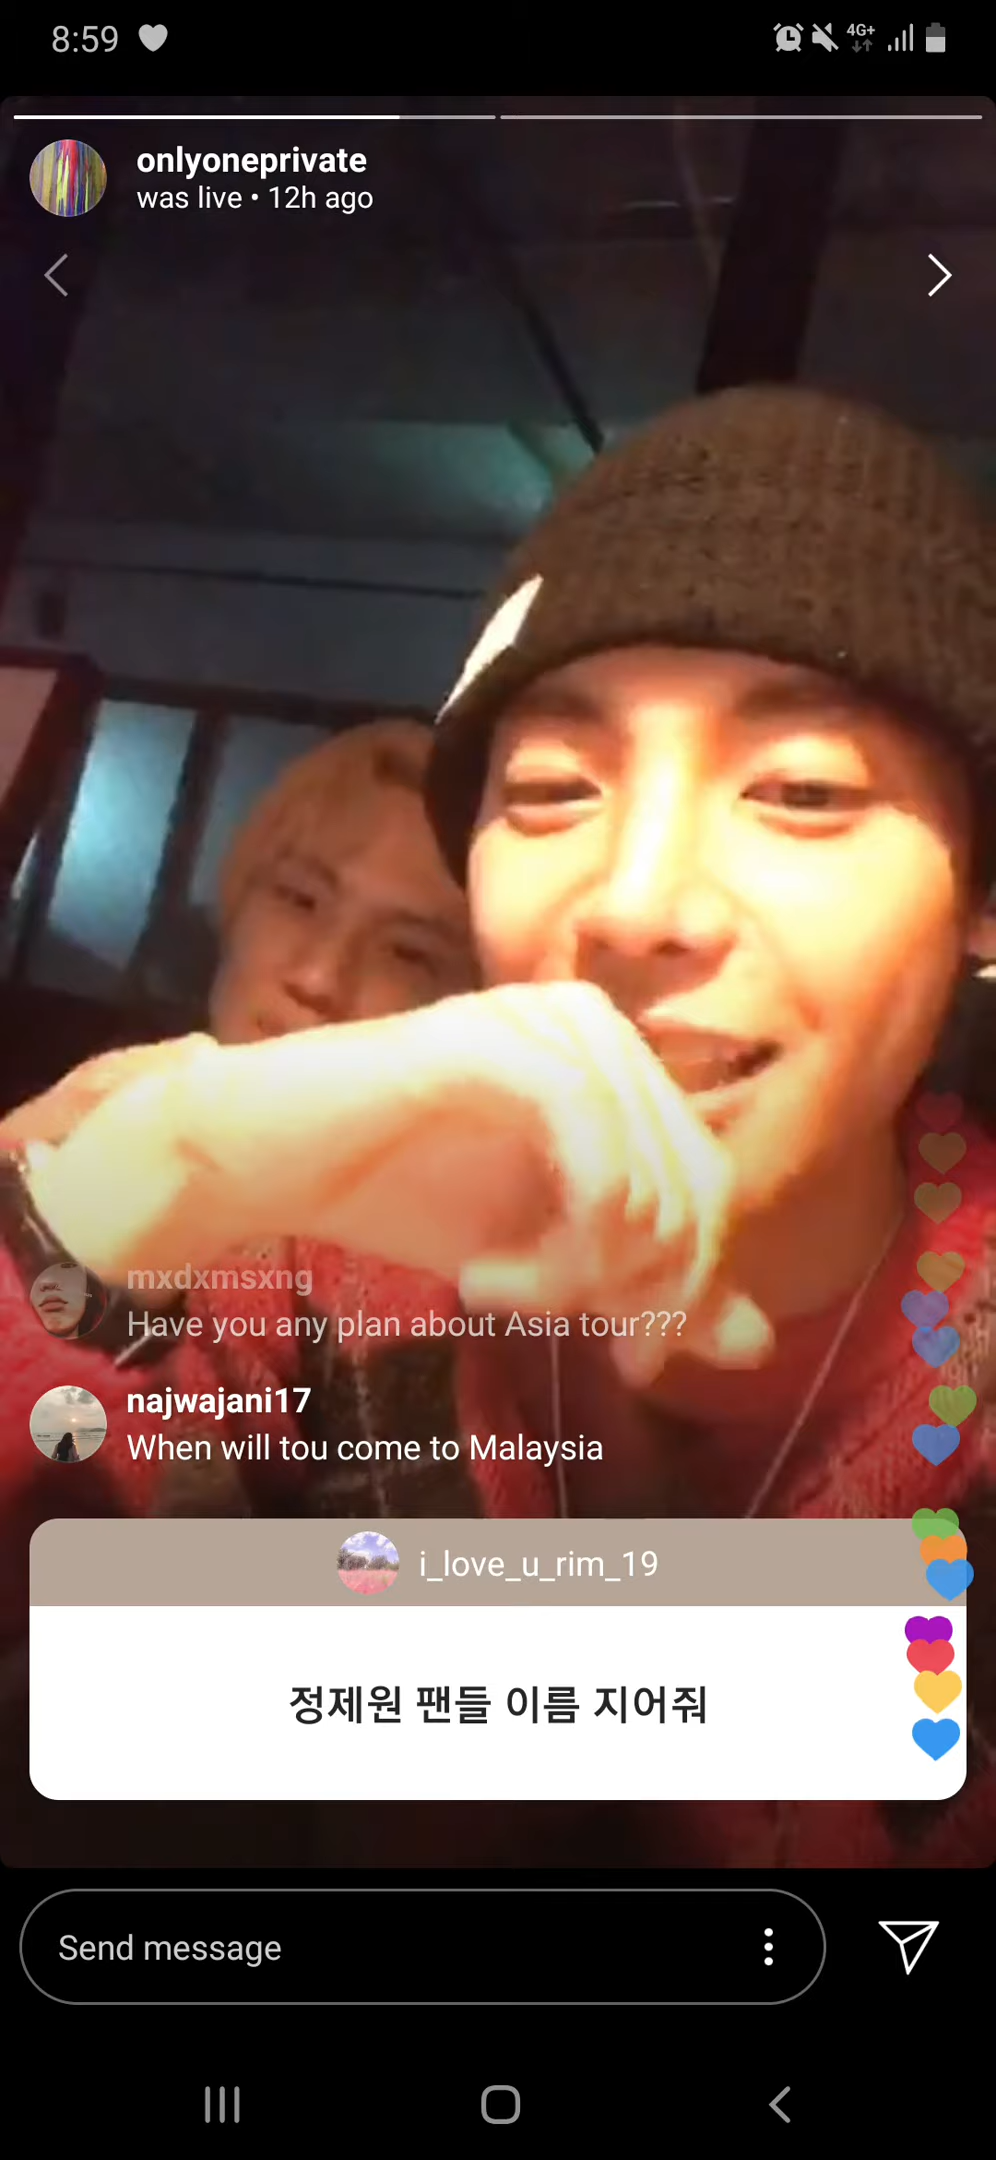 8:59
4G+
onlyoneprivate
was live • 12h ago
mxdxmsxng
Have you any plan about Asia tour???
najwajani17
When will tou come to Malaysia
i_love_u_rim_19
정제원 팬들 이름 지어줘
Send message